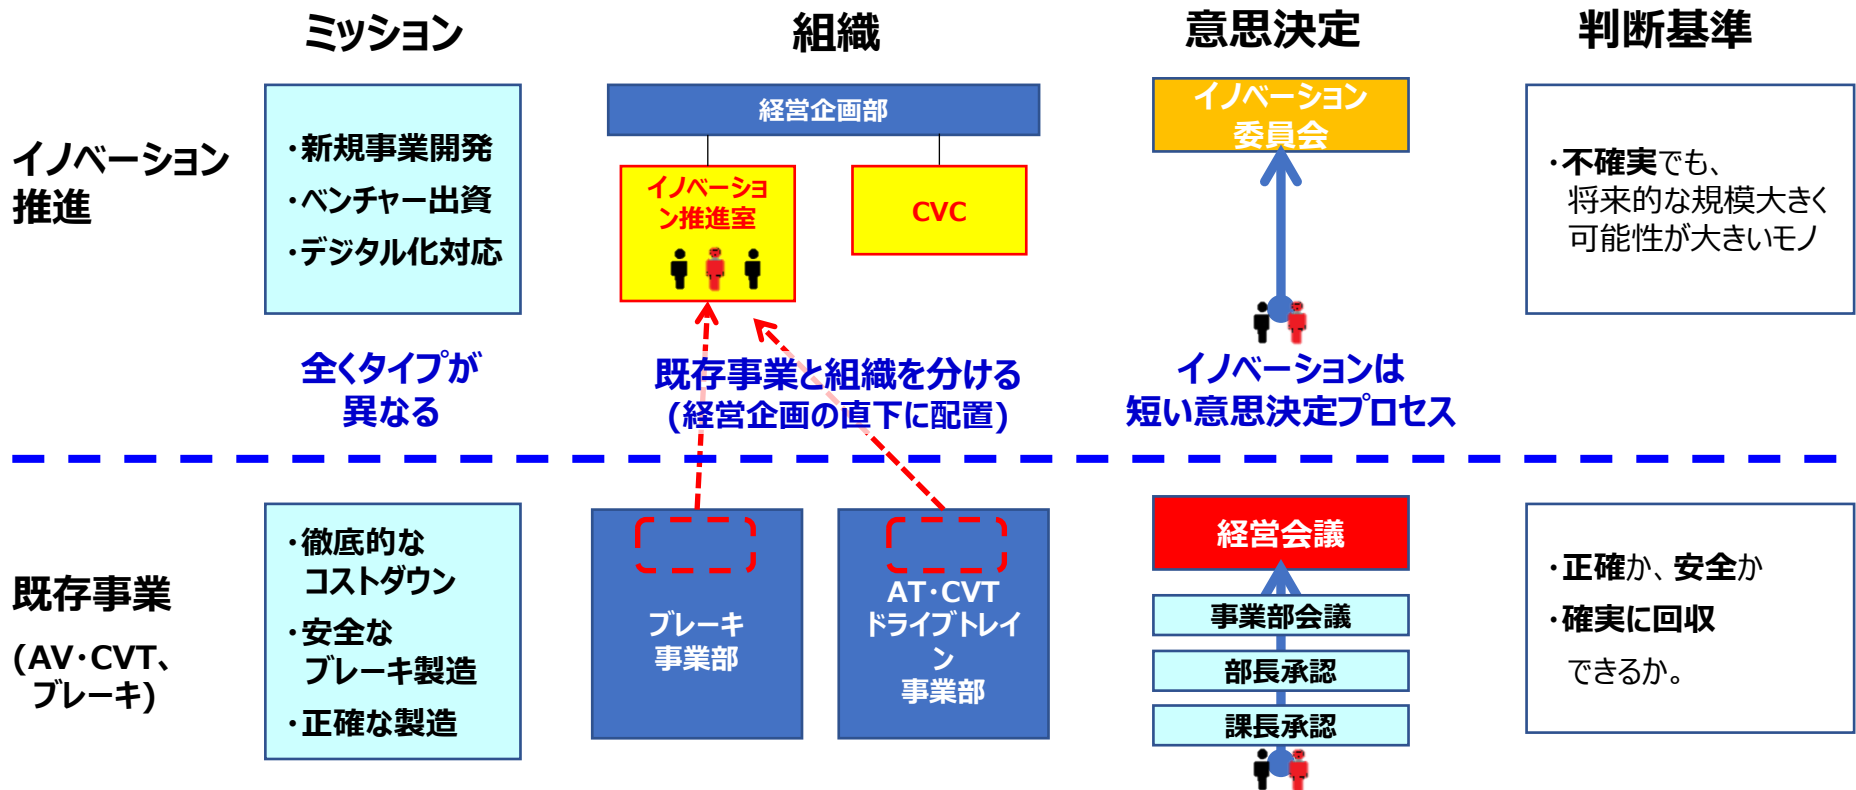 ミッション
組織
意思決定
判断基準
イノベーション
推進
・新規事業開発
・ベンチャー出資
・デジタル化対応
経営企画部
イノベーショ
ン推進室
CVC
イノベーション
委員会
・不確実でも、
将来的な規模大きく
可能性が大きいモノ
全くタイプが
異なる
既存事業と組織を分ける
(経営企画の直下に配置)
イノベーションは
短い意思決定プロセス
既存事業
(AV・CVT、
ブレーキ)
・徹底的な
コストダウン
・安全な
ブレーキ製造
・正確な製造
ブレーキ
事業部
AT・CVT
ドライブトレイ
ン
事業部
経営会議
事業部会議
部長承認
課長承認
・正確か、安全か
・確実に回収
できるか。